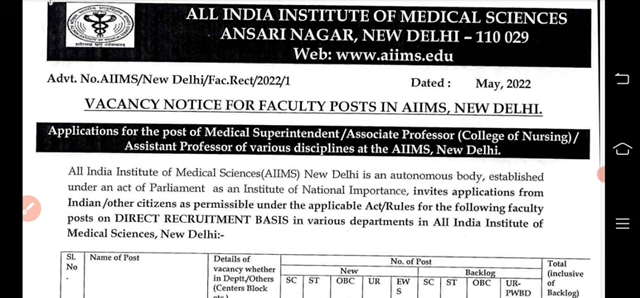 ALL INDIA INSTITUTE OF MEDICAL SCIENCES
ANSARI NAGAR, NEW DELHI – 110 029
Web: www.aiims.edu
Advt. No.AIIMS/New Delhi/Fac.Rect/2022/1 Dated : May, 2022
VACANCY NOTICE FOR FACULTY POSTS IN AIIMS, NEW DELHI.
Applications for the post of Medical Superintendent/Associate Professor (College of Nursing)/
Assistant Professor of various disciplines at the AIIMS, New Delhi.
All India Institute of Medical Sciences(AIIMS) New Delhi is an autonomous body, established
under an act of Parliament as an Institute of National Importance, invites applications from
Indian/other citizens as permissible under the applicable Act/Rules for the following faculty
posts on DIRECT RECRUITMENT BASIS in various departments in All India Institute of
Medical Sciences, New Delhi:-
Sl. No . Name of Post Details of vacancy whether in Deptt./Others (Centers Block etc.) No. of Post Total (inclusive of Backlog)
New Backlog
SC ST OBC UR EW S SC ST OBC UR-PWBD